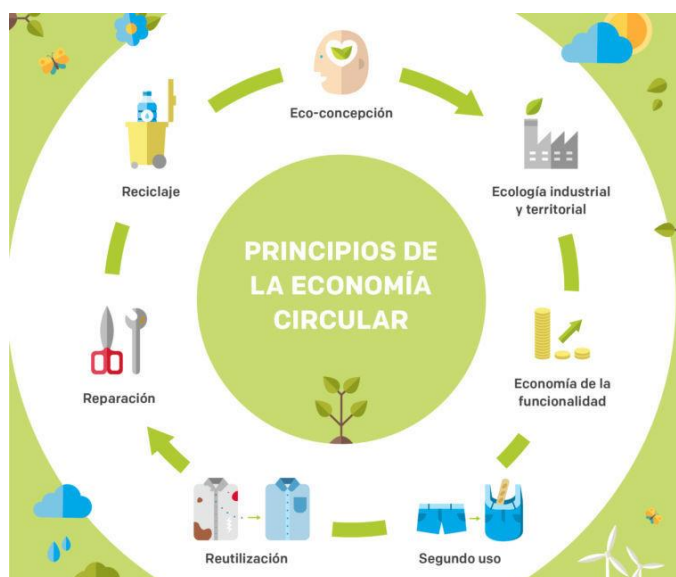 Eco-concepción
Reciclaje
Ecología industrial
y territorial
PRINCIPIOS DE
LA ECONOMÍA
CIRCULAR
Reparación
Economía de la
funcionalidad
Reutilización
Segundo uso